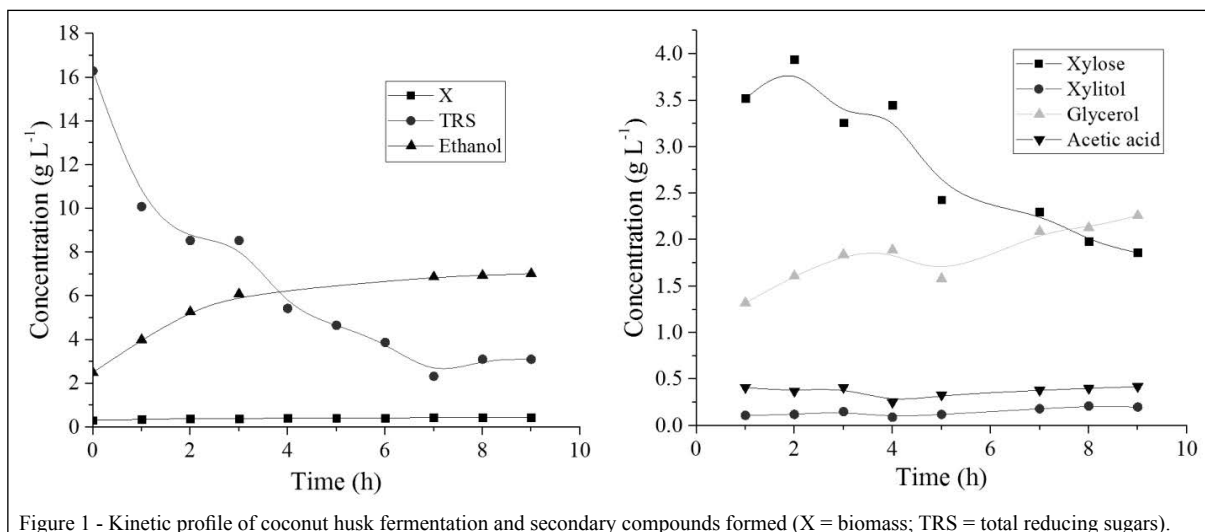 18
16
14
12
10
8
6
4
2
0
Concentration (g L-1)
X
TRS
Ethanol
0 2 4 6 8 10
Time (h)
4.0
3.5
3.0
2.5
2.0
1.5
1.0
0.5
0.0
Concentration (g L-1)
Xylose
Xylitol
Glycerol
Acetic acid
0 2 4 6 8 10
Time (h)
Figure 1 - Kinetic profile of coconut husk fermentation and secondary compounds formed (X = biomass; TRS = total reducing sugars).